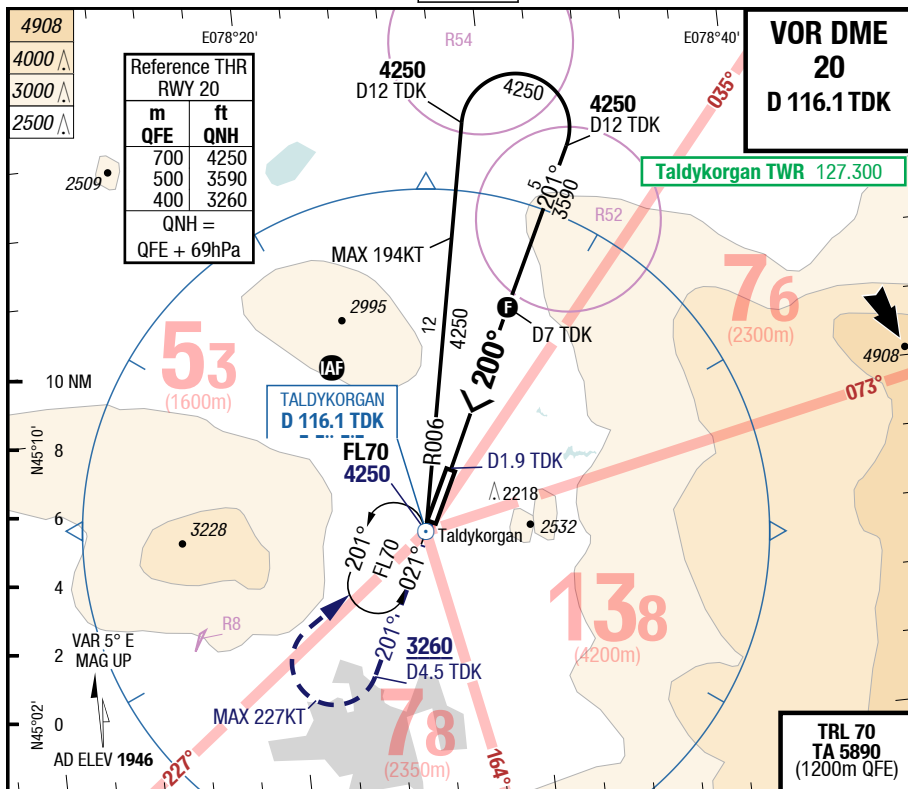 4908
4000
3000
2500
E078°20'
R54
E078°40'
VOR DME
20
D 116.1 TDK
Reference THR
RWY 20
m ft
QFE QNH
700 4250
500 3590
400 3260
QNH =
QFE + 69hPa
4250
D12 TDK
4250
4250
D12 TDK
035°
Taldykorgan TWR 127.300
2509
5
201°
3590
R52
MAX 194KT
76
(2300m)
2995
F
D7 TDK
12
4250
53
(1600m)
IAF
< 200°
4908
073°
10 NM
TALDYKORGAN
D 116.1 TDK
N45°10'
8
FL70
4250
R006
D1.9 TDK
2218
6
Taldykorgan
2532
3228
201°
FL70
021°
4
138
(4200m)
R8
VAR 5° E
MAG UP
2
201°
3260
D4.5 TDK
MAX 227KT
78
(2350m)
N45°02'
0
AD ELEV 1946
227°
164°
TRL 70
TA 5890
(1200m QFE)